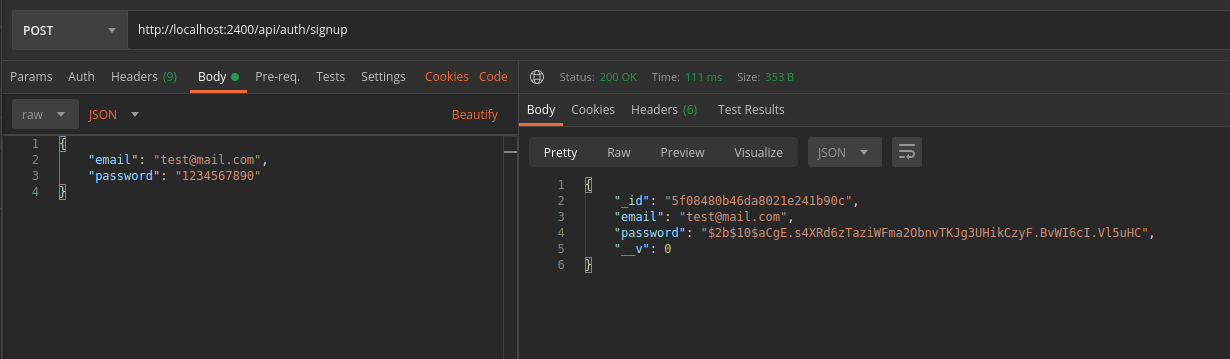 POST http://localhost:2400/api/auth/signup
Params Auth Headers (9) Body Pre-req. Tests Settings Cookies Code
raw JSON Beautify
1 {
2 "email": "test@mail.com",
3 "password": "1234567890"
4 }
Status: 200 OK Time: 111 ms Size: 353 B
Body Cookies Headers (6) Test Results
Pretty Raw Preview Visualize JSON
1 {
2 "_id": "5f08480b46da8021e241b90c",
3 "email": "test@mail.com",
4 "password": "$2b$10$aCgE.s4XRd6zTaziWFma2ObnvTKJg3UHikCzyF.BvWI6cI.Vl5uHC",
5 "__v": 0
6 }